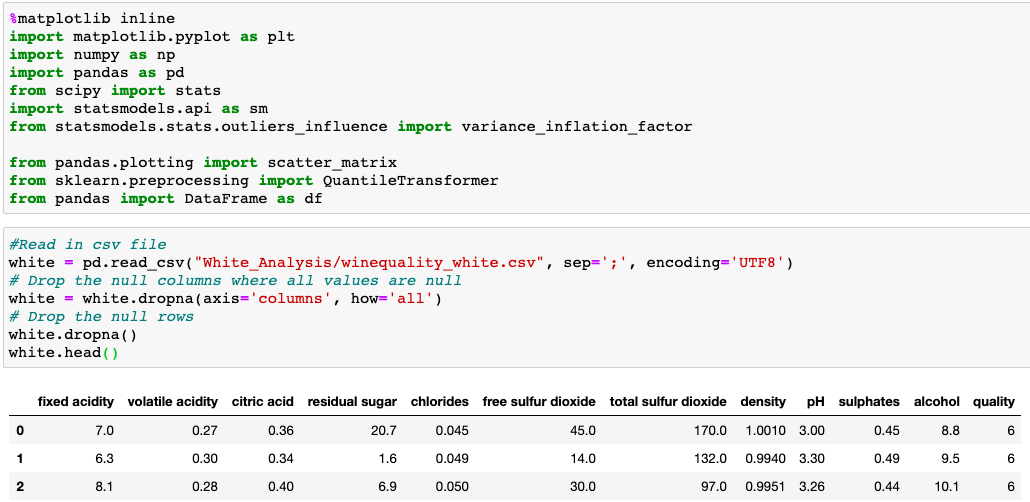 %matplotlib inline
import matplotlib.pyplot as plt
import numpy as np
import pandas as pd
from scipy import stats
import statsmodels.api as sm
from statsmodels.stats.outliers_influence import variance_inflation_factor
from pandas.plotting import scatter_matrix
from sklearn.preprocessing import QuantileTransformer
from pandas import DataFrame as df
#Read in csv file
white = pd.read_csv("White_Analysis/winequality_white.csv", sep=';', encoding='UTF8')
# Drop the null columns where all values are null
white = white.dropna(axis='columns', how='all')
# Drop the null rows
white.dropna()
white.head()
fixed acidity volatile acidity citric acid residual sugar chlorides free sulfur dioxide total sulfur dioxide density pH sulphates alcohol quality
0 7.0 0.27 0.36 20.7 0.045 45.0 170.0 1.0010 3.00 0.45 8.8 6
1 6.3 0.30 0.34 1.6 0.049 14.0 132.0 0.9940 3.30 0.49 9.5 6
2 8.1 0.28 0.40 6.9 0.050 30.0 97.0 0.9951 3.26 0.44 10.1 6